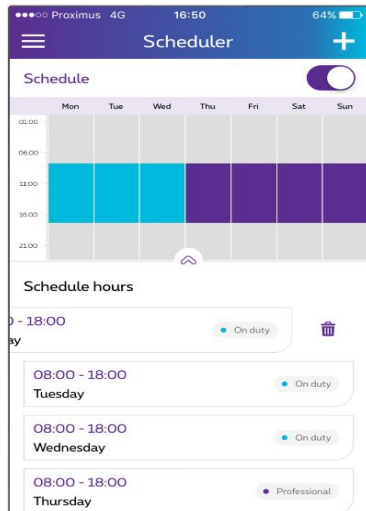 Proximus 4G 16:50 64%
Scheduler
Schedule
Mon Tue Wed Thu Fri Sat Sun
01:00
06:00
11:00
16:00
21:00
Schedule hours
- 18:00
ay
On duty
08:00 - 18:00
Tuesday
On duty
08:00 - 18:00
Wednesday
On duty
08:00 - 18:00
Thursday
Professional